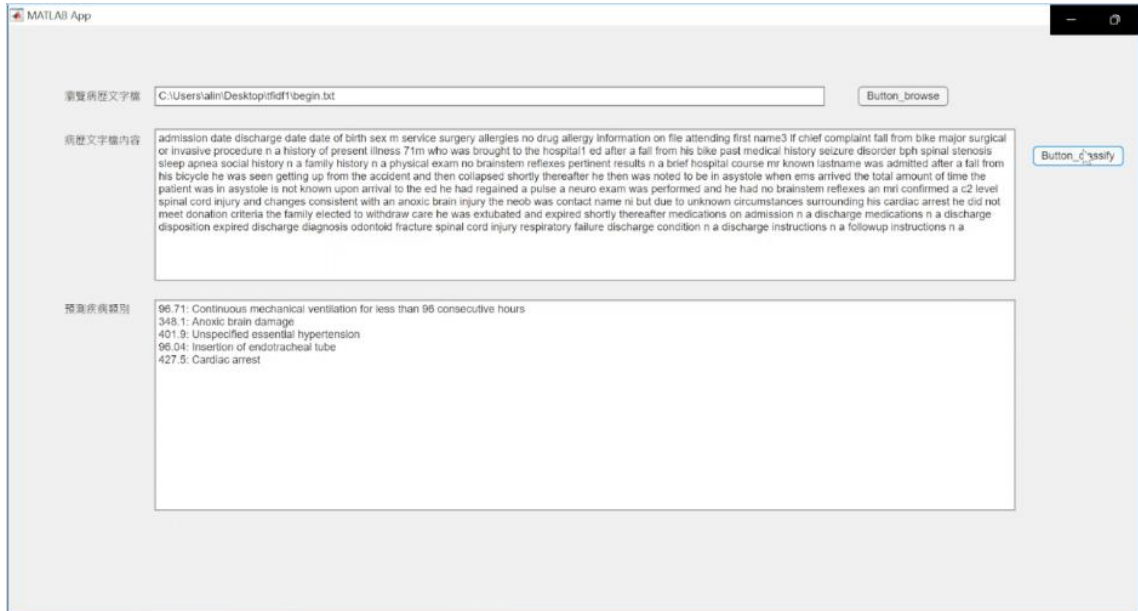 MATLAB App
瀏覽病歷文字檔
C:\Users\alin\Desktop\tfidf1\begin.txt
Button_browse
病歷文字檔內容
admission date discharge date date of birth sex m service surgery allergies no drug allergy information on file attending first name3 lf chief complaint fall from bike major surgical
or invasive procedure n a history of present illness 71m who was brought to the hospital1 ed after a fall from his bike past medical history seizure disorder bph spinal stenosis
sleep apnea social history n a family history n a physical exam no brainstem reflexes pertinent results n a brief hospital course mr known lastname was admitted after a fall from
his bicycle he was seen getting up from the accident and then collapsed shortly thereafter he then was noted to be in asystole when ems arrived the total amount of time the
patient was in asystole is not known upon arrival to the ed he had regained a pulse a neuro exam was performed and he had no brainstem reflexes an mri confirmed a c2 level
spinal cord injury and changes consistent with an anoxic brain injury the neob was contact name ni but due to unknown circumstances surrounding his cardiac arrest he did not
meet donation criteria the family elected to withdraw care he was extubated and expired shortly thereafter medications on admission n a discharge medications n a discharge
disposition expired discharge diagnosis odontoid fracture spinal cord injury respiratory failure discharge condition n a discharge instructions n a followup instructions n a
Button_classify
預測疾病類別
96.71: Continuous mechanical ventilation for less than 96 consecutive hours
348.1: Anoxic brain damage
401.9: Unspecified essential hypertension
96.04: Insertion of endotracheal tube
427.5: Cardiac arrest